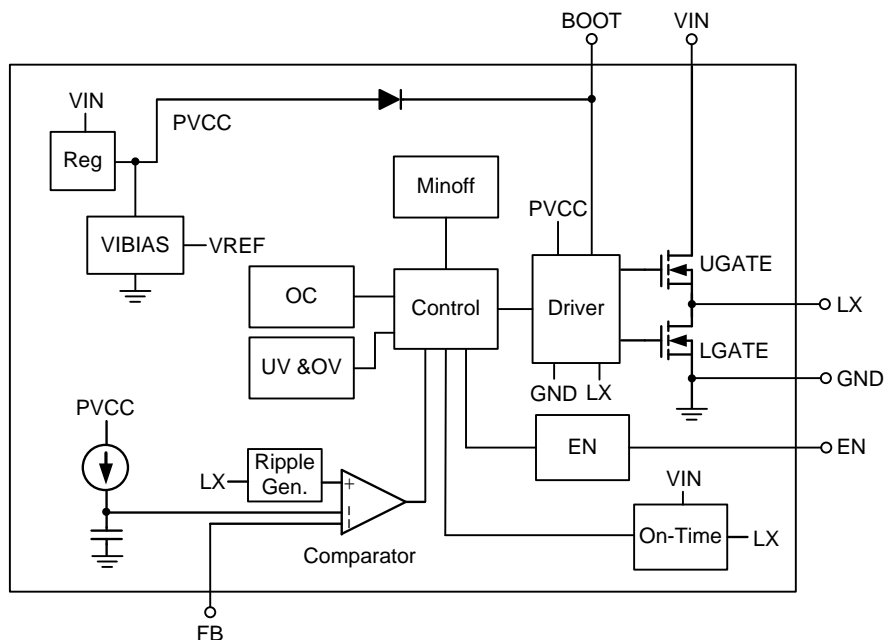 BOOT
VIN
VIN
PVCC
Reg
Minoff
PVCC
VIBIAS
VREF
UGATE
OC
Control
Driver
LX
LGATE
UV &OV
GND
LX
GND
PVCC
EN
EN
LX
Ripple
Gen.
VIN
+
-
-
On-Time
LX
Comparator
FB